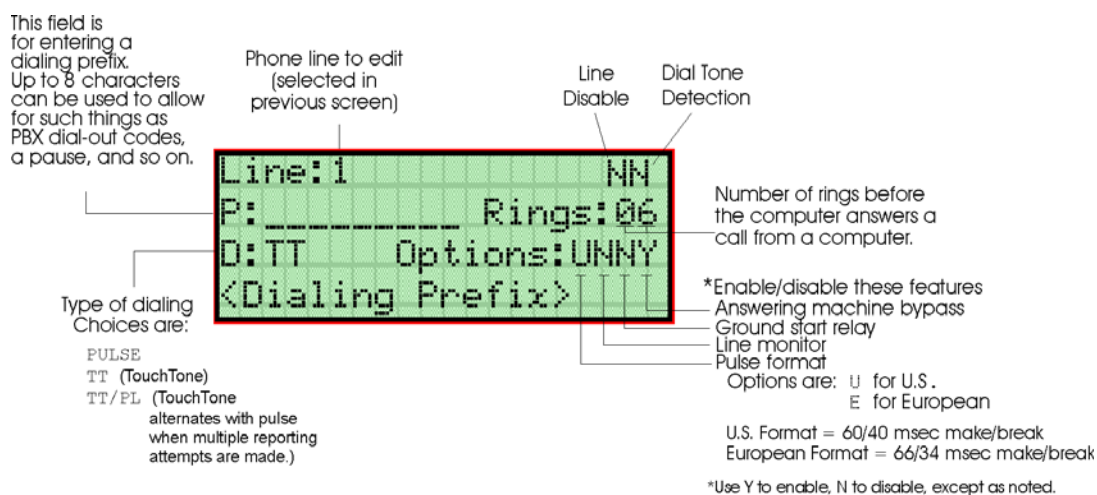 This field is
for entering a
dialing prefix.
Up to 8 characters
can be used to allow
for such things as
PBX dial-out codes,
a pause, and so on.
Phone line to edit
(selected in
previous screen)
Line
Disable
Dial Tone
Detection
Line:1 NN
P:_________ Rings:06
D:TT Options:UNNY
<Dialing Prefix>
Number of rings before
the computer answers a
call from a computer.
Type of dialing
Choices are:
PULSE
TT (TouchTone)
TT/PL (TouchTone
alternates with pulse
when multiple reporting
attempts are made.)
*Enable/disable these features
Answering machine bypass
Ground start relay
Line monitor
Pulse format
Options are: U for U.S.
E for European
U.S. Format = 60/40 msec make/break
European Format = 66/34 msec make/break
*Use Y to enable, N to disable, except as noted.